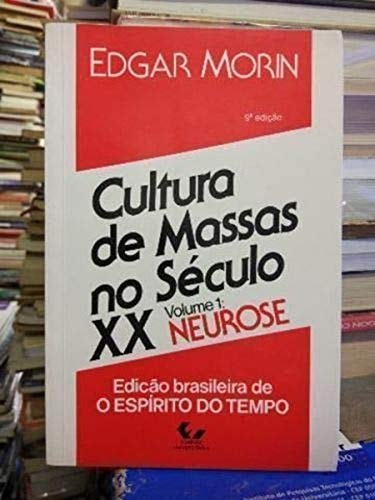 EDGAR MORIN
9ª edição
Cultura
de Massas
no Século
XX Volume 1:
NEUROSE
Edição brasileira de
O ESPÍRITO DO TEMPO